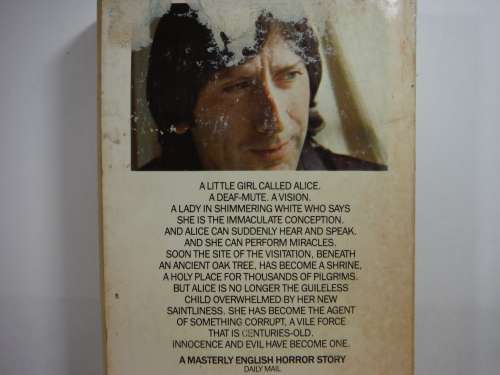 A LITTLE GIRL CALLED ALICE.
A DEAF-MUTE. A VISION.
A LADY IN SHIMMERING WHITE WHO SAYS
SHE IS THE IMMACULATE CONCEPTION.
AND ALICE CAN SUDDENLY HEAR AND SPEAK.
AND SHE CAN PERFORM MIRACLES.
SOON THE SITE OF THE VISITATION, BENEATH
AN ANCIENT OAK TREE, HAS BECOME A SHRINE,
A HOLY PLACE FOR THOUSANDS OF PILGRIMS.
BUT ALICE IS NO LONGER THE GUILELESS
CHILD OVERWHELMED BY HER NEW
SAINTLINESS. SHE HAS BECOME THE AGENT
OF SOMETHING CORRUPT, A VILE FORCE
THAT IS CENTURIES-OLD.
INNOCENCE AND EVIL HAVE BECOME ONE.
A MASTERLY ENGLISH HORROR STORY
DAILY MAIL